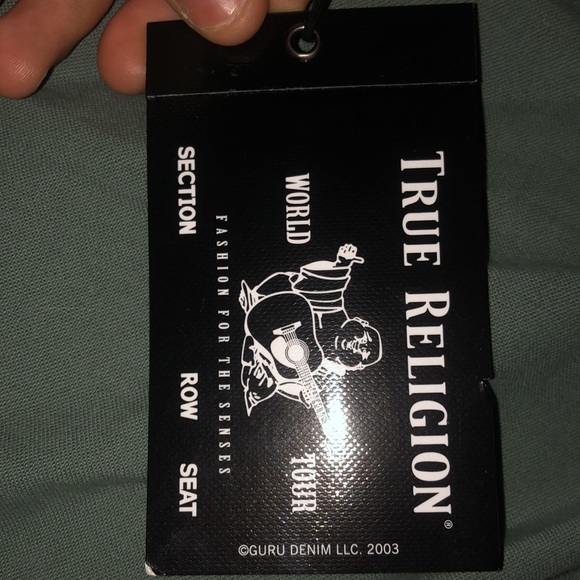 TRUE RELIGION®
WORLD TOUR
FASHION FOR THE SENSES
SECTION ROW SEAT
©GURU DENIM LLC. 2003